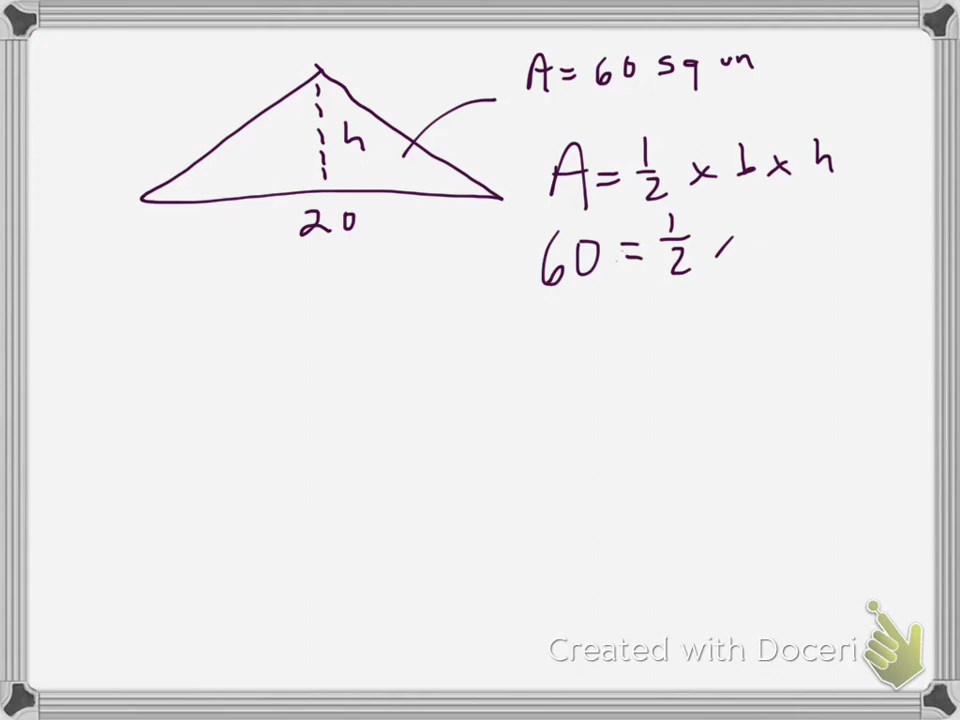 A = 60 sq un
h
20
A = 1/2 × b × h
60 = 1/2
Created with Doceri